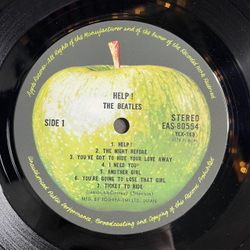 Apple Records All Rights of the Manufacturer and of the Owner of the Recorded Work Reserved
HELP!
THE BEATLES
STEREO
EAS-80554
SIDE 1
1. HELP!
2. THE NIGHT BEFORE
3. YOU'VE GOT TO HIDE YOUR LOVE AWAY
4. I NEED YOU
5. ANOTHER GIRL
6. YOU'RE GOING TO LOSE THAT GIRL
7. TICKET TO RIDE
MFD. BY TOSHIBA-EMI LTD. JAPAN
Unauthorised Public Performance, Broadcasting and Copying of this Record Prohibited